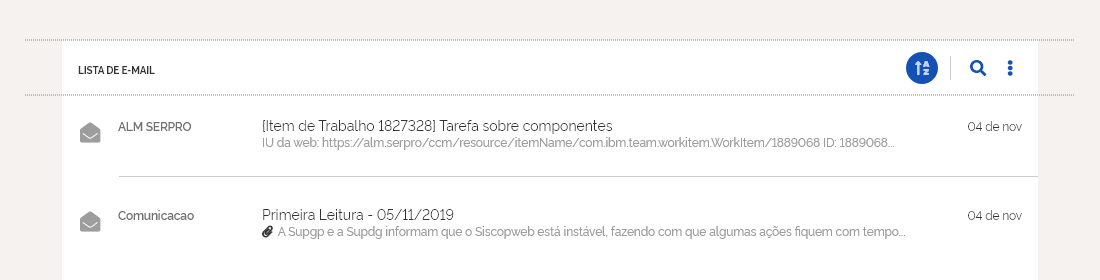 LISTA DE E-MAIL
ALM SERPRO
[Item de Trabalho 1827328] Tarefa sobre componentes
04 de nov
IU da web: https://alm.serpro/ccm/resource/itemName/com.ibm.team.workitem.WorkItem/1889068 ID: 1889068...
Comunicacao
Primeira Leitura - 05/11/2019
04 de nov
A Supgp e a Supdg informam que o Siscopweb está instável, fazendo com que algumas ações fiquem com tempo...